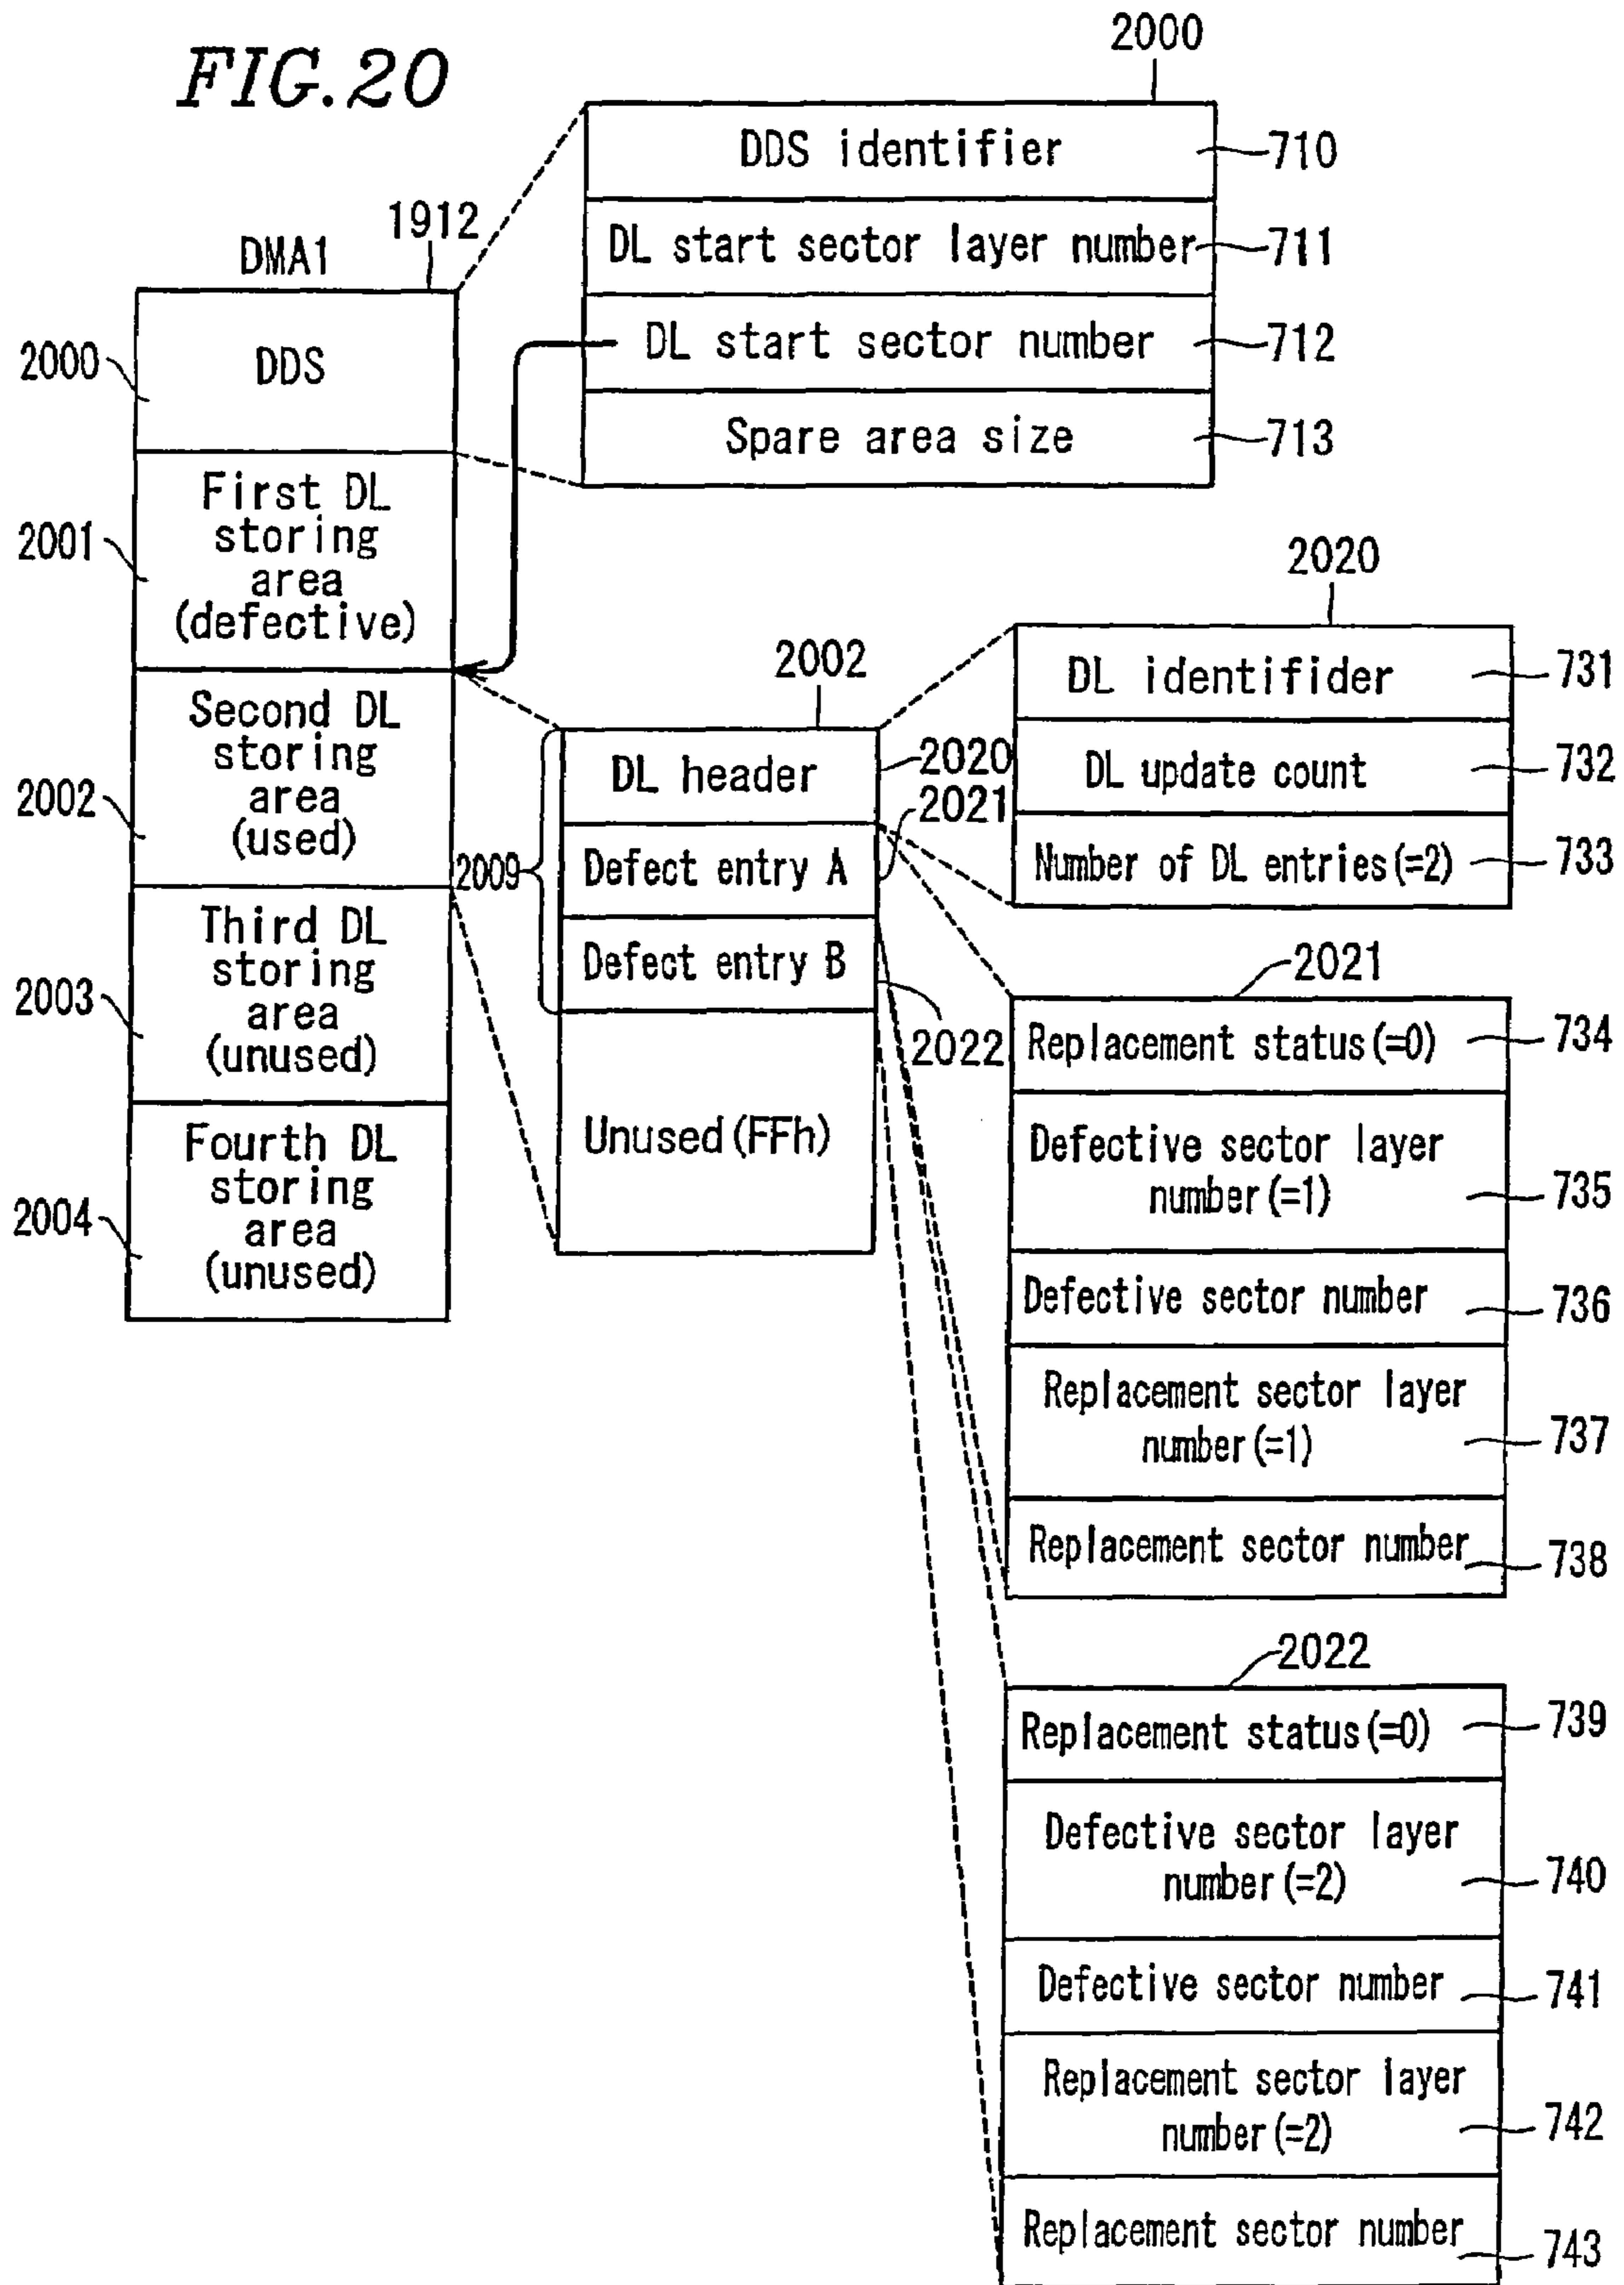 FIG.20
2000
DDS identifier
710
DL start sector layer number
711
DL start sector number
712
Spare area size
713
DMA1
1912
2000
DDS
2001
First DL
storing
area
(defective)
2002
Second DL
storing
area
(used)
2003
Third DL
storing
area
(unused)
2004
Fourth DL
storing
area
(unused)
2002
2009
DL header
2020
Defect entry A
2021
Defect entry B
2022
Unused(FFh)
2020
DL identifider
731
DL update count
732
Number of DL entries(=2)
733
2021
Replacement status(=0)
734
Defective sector layer
number(=1)
735
Defective sector number
736
Replacement sector layer
number(=1)
737
Replacement sector number
738
2022
Replacement status(=0)
739
Defective sector layer
number(=2)
740
Defective sector number
741
Replacement sector layer
number(=2)
742
Replacement sector number
743